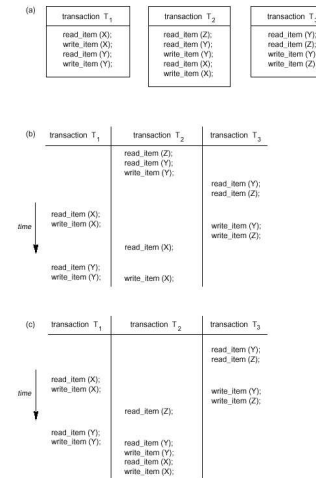 (a)
transaction T1
read_item (X);
write_item (X);
read_item (Y);
write_item (Y);
transaction T2
read_item (Z);
read_item (Y);
write_item (Y);
read_item (X);
write_item (X);
transaction T
read_item (Y);
read_item (Z);
write_item (Y)
write_item (Z)
(b) transaction T1 transaction T2 transaction T3
read_item (Z);
read_item (Y);
write_item (Y);
read_item (Y);
read_item (Z);
read_item (X);
write_item (X); write_item (Y);
time write_item (Z);
read_item (X);
read_item (Y);
write_item (Y); write_item (X);
(c) transaction T1 transaction T2 transaction T3
read_item (Y);
read_item (Z);
read_item (X);
write_item (X); write_item (Y);
time write_item (Z);
read_item (Z);
read_item (Y); read_item (Y);
write_item (Y); write_item (Y);
read_item (X);
write_item (X);